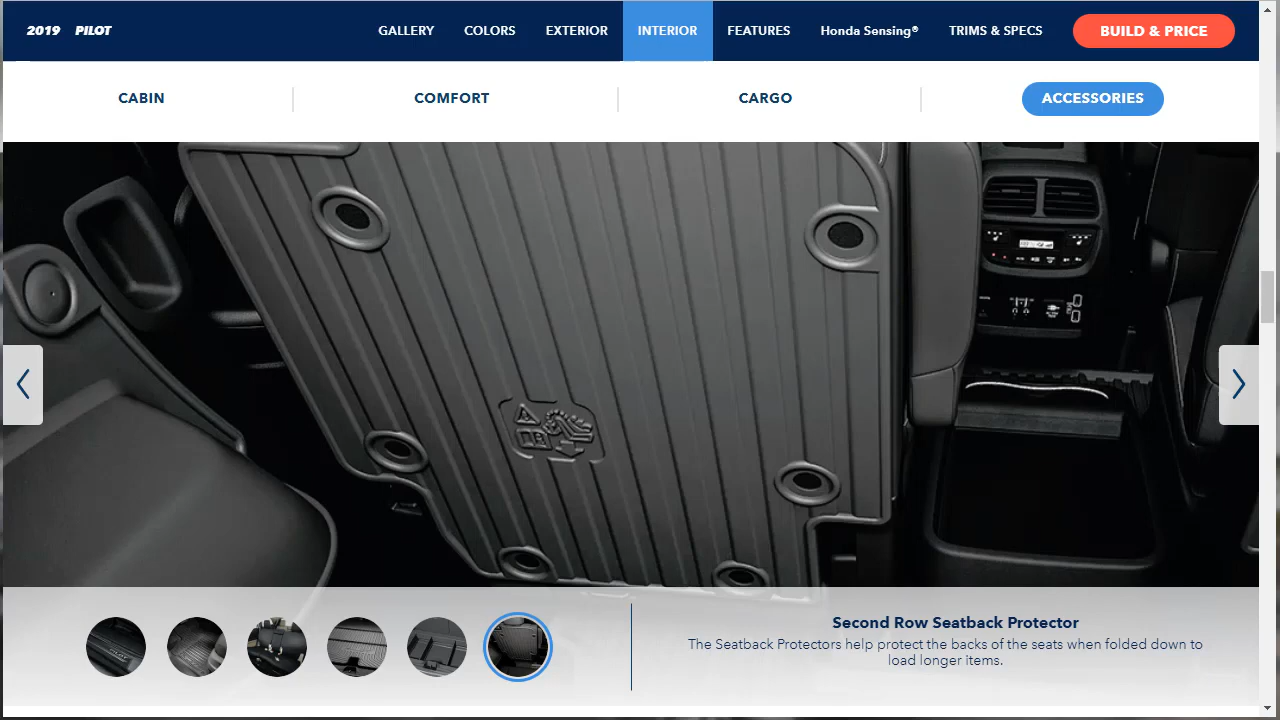 2019 PILOT
GALLERY
COLORS
EXTERIOR
INTERIOR
FEATURES
Honda Sensing®
TRIMS & SPECS
BUILD & PRICE
CABIN
COMFORT
CARGO
ACCESSORIES
Second Row Seatback Protector
The Seatback Protectors help protect the backs of the seats when folded down to
load longer items.